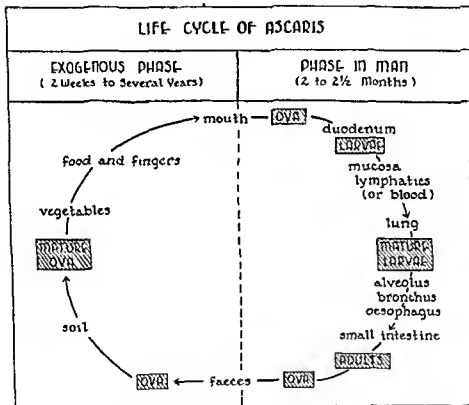 LIFE CYCLE OF ASCARIS
EXOGENOUS PHASE
(2 Weeks to Several Years)
PHASE IN MAN
(2 to 2½ Months)
mouth
OVA
duodenum
LARVAE
mucosa
lymphatics
(or blood)
lung
MATURE
LARVAE
alveolus
bronchus
oesophagus
small intestine
ADULTS
OVA
faeces
OVA
soil
MATURE
OVA
vegetables
food and fingers